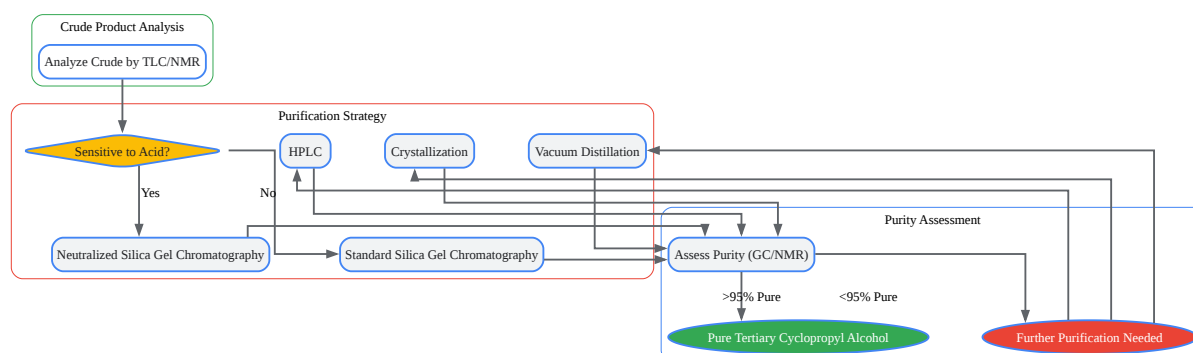 Crude Product Analysis
Analyze Crude by TLC/NMR
Purification Strategy
Sensitive to Acid?
HPLC
Crystallization
Vacuum Distillation
Yes
No
Purity Assessment
Neutralized Silica Gel Chromatography
Standard Silica Gel Chromatography
Assess Purity (GC/NMR)
>95% Pure
<95% Pure
Pure Tertiary Cyclopropyl Alcohol
Further Purification Needed